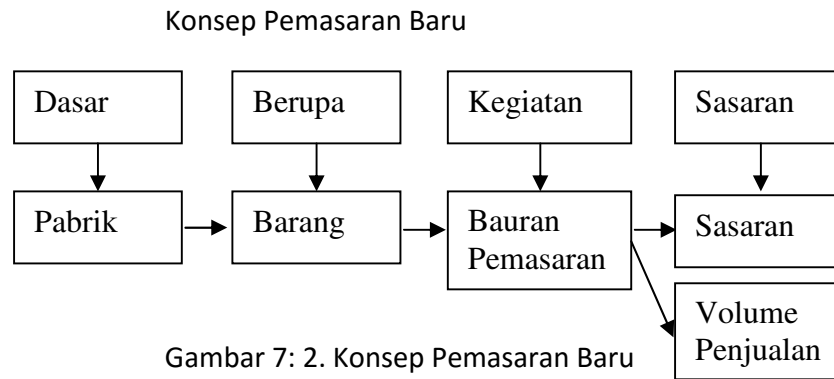 Konsep Pemasaran Baru
Dasar
Berupa
Kegiatan
Sasaran
Pabrik
Barang
Bauran
Pemasaran
Sasaran
Volume
Penjualan
Gambar 7: 2. Konsep Pemasaran Baru